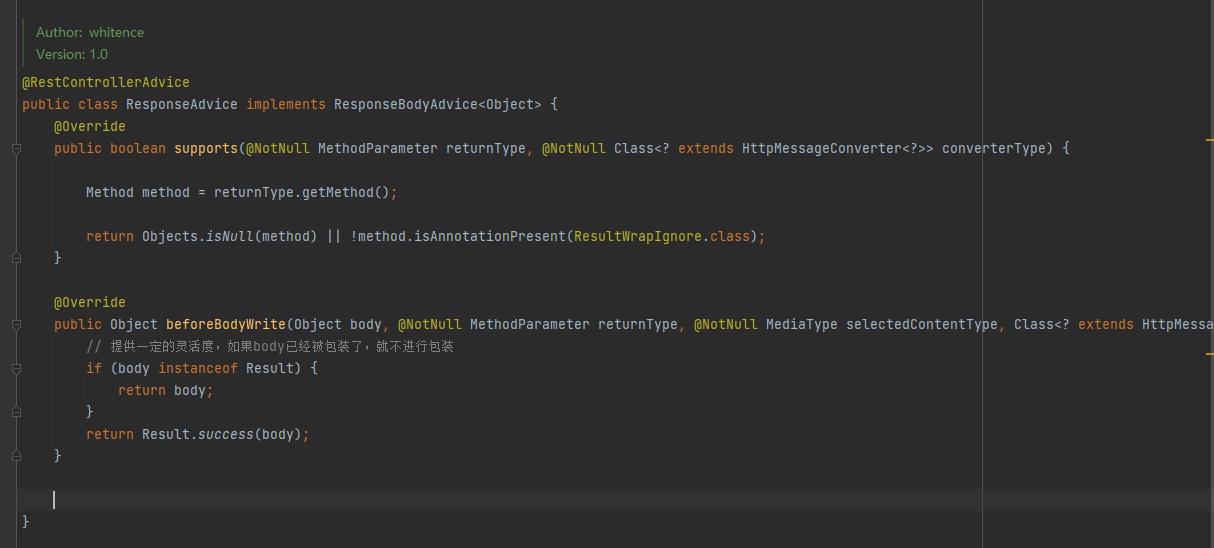 Author: whitence
Version: 1.0
@RestControllerAdvice
public class ResponseAdvice implements ResponseBodyAdvice<Object> {
    @Override
    public boolean supports(@NotNull MethodParameter returnType, @NotNull Class<? extends HttpMessageConverter<?>> converterType) {
        Method method = returnType.getMethod();
        return Objects.isNull(method) || !method.isAnnotationPresent(ResultWrapIgnore.class);
    }
    @Override
    public Object beforeBodyWrite(Object body, @NotNull MethodParameter returnType, @NotNull MediaType selectedContentType, Class<? extends HttpMessa
        // 提供一定的灵活度，如果body已经被包装了，就不进行包装
        if (body instanceof Result) {
            return body;
        }
        return Result.success(body);
    }
}